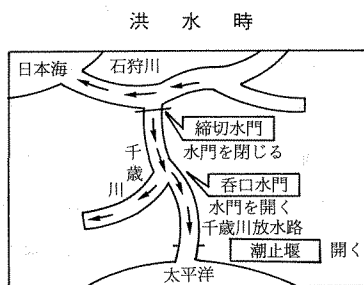 洪水時
日本海
石狩川
締切水門
水門を閉じる
千歳川
呑口水門
水門を開く
千歳川放水路
潮止堰 開く
太平洋